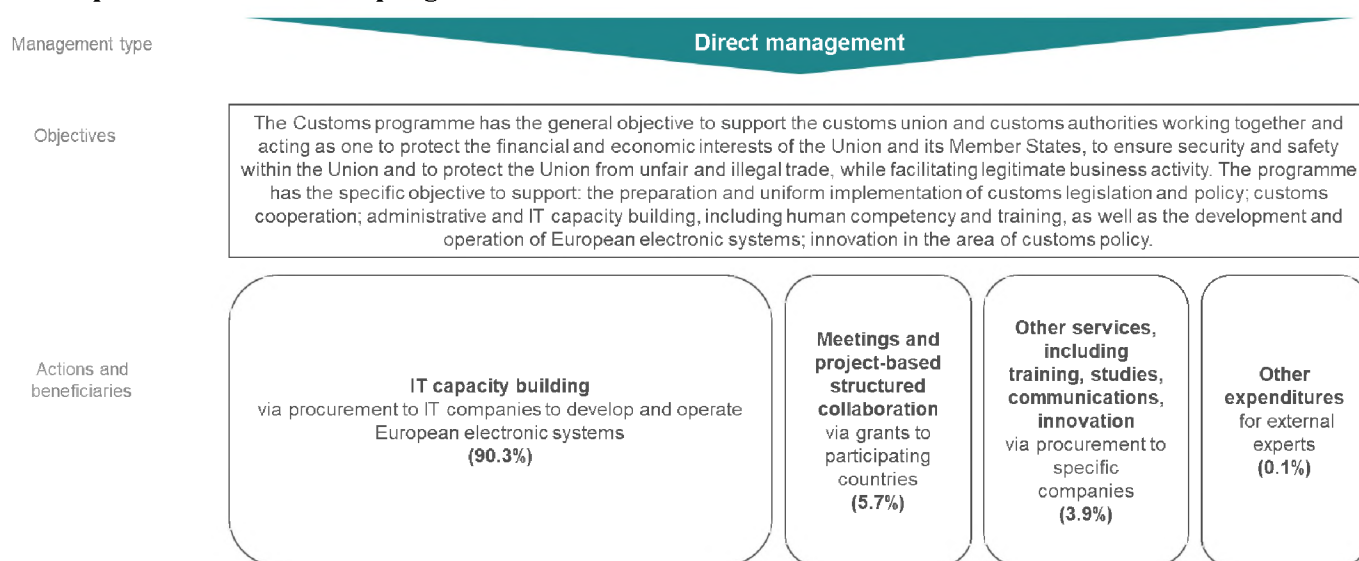 Management type
Direct management
Objectives
The Customs programme has the general objective to support the customs union and customs authorities working together and
acting as one to protect the financial and economic interests of the Union and its Member States, to ensure security and safety
within the Union and to protect the Union from unfair and illegal trade, while facilitating legitimate business activity. The programme
has the specific objective to support: the preparation and uniform implementation of customs legislation and policy; customs
cooperation; administrative and IT capacity building, including human competency and training, as well as the development and
operation of European electronic systems; innovation in the area of customs policy.
Actions and
beneficiaries
IT capacity building
via procurement to IT companies to develop and operate
European electronic systems
(90.3%)
Meetings and
project-based
structured
collaboration
via grants to
participating
countries
(5.7%)
Other services,
including
training, studies,
communications,
innovation
via procurement to
specific
companies
(3.9%)
Other
expenditures
for external
experts
(0.1%)